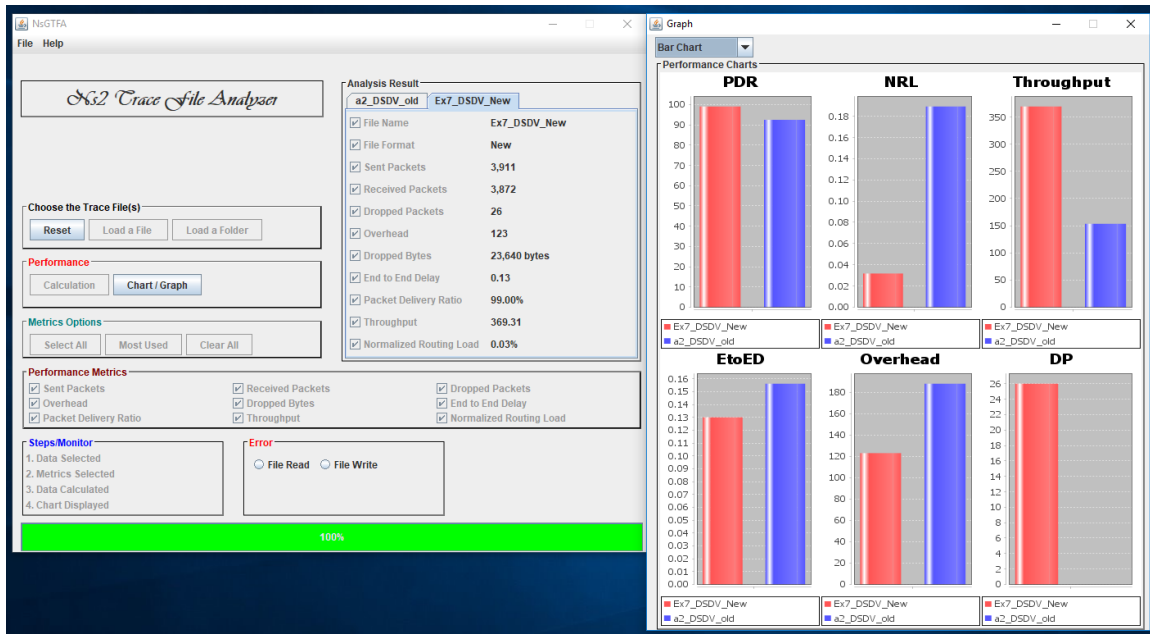 NsGTFA
File Help
Ns2 Trace File Analyzer
Choose the Trace File(s)
Reset Load a File Load a Folder
Performance
Calculation Chart / Graph
Metrics Options
Select All Most Used Clear All
Analysis Result
a2_DSDV_old Ex7_DSDV_New
File Name Ex7_DSDV_New
File Format New
Sent Packets 3,911
Received Packets 3,872
Dropped Packets 26
Overhead 123
Dropped Bytes 23,640 bytes
End to End Delay 0.13
Packet Delivery Ratio 99.00%
Throughput 369.31
Normalized Routing Load 0.03%
Performance Metrics
Sent Packets Received Packets Dropped Packets
Overhead Dropped Bytes End to End Delay
Packet Delivery Ratio Throughput Normalized Routing Load
Steps/Monitor
1. Data Selected
2. Metrics Selected
3. Data Calculated
4. Chart Displayed
Error
File Read File Write
100%
Graph
Bar Chart
Performance Charts
PDR
100
90
80
70
60
50
40
30
20
10
0
Ex7_DSDV_New
a2_DSDV_old
NRL
0.18
0.16
0.14
0.12
0.10
0.08
0.06
0.04
0.02
0.00
Ex7_DSDV_New
a2_DSDV_old
Throughput
350
300
250
200
150
100
50
0
Ex7_DSDV_New
a2_DSDV_old
EtoED
0.16
0.15
0.14
0.13
0.12
0.11
0.10
0.09
0.08
0.07
0.06
0.05
0.04
0.03
0.02
0.01
0.00
Ex7_DSDV_New
a2_DSDV_old
Overhead
180
160
140
120
100
80
60
40
20
0
Ex7_DSDV_New
a2_DSDV_old
DP
26
24
22
20
18
16
14
12
10
8
6
4
2
0
Ex7_DSDV_New
a2_DSDV_old